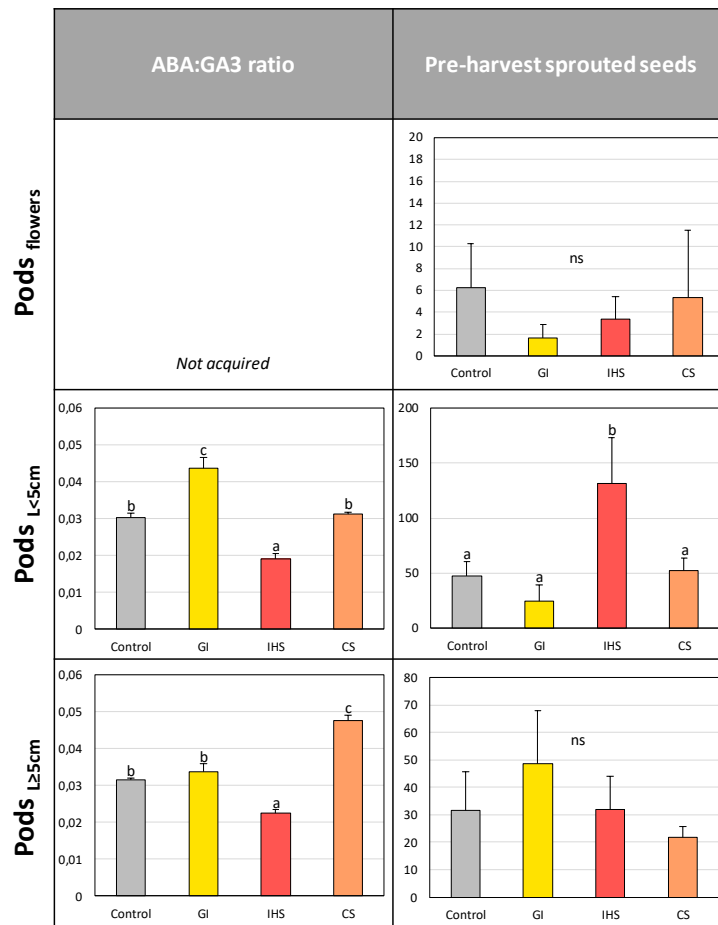 ABA:GA3 ratio
Pre-harvest sprouted seeds
Pods flowers
Not acquired
20
18
16
14
12
10
8
6
4
2
0
ns
Control GI IHS CS
Pods L<5cm
0,06
0,05
0,04
0,03
0,02
0,01
0
b c a b
Control GI IHS CS
200
150
100
50
0
a a b a
Control GI IHS CS
Pods L≥5cm
0,06
0,05
0,04
0,03
0,02
0,01
0
b b a c
Control GI IHS CS
80
70
60
50
40
30
20
10
0
ns
Control GI IHS CS